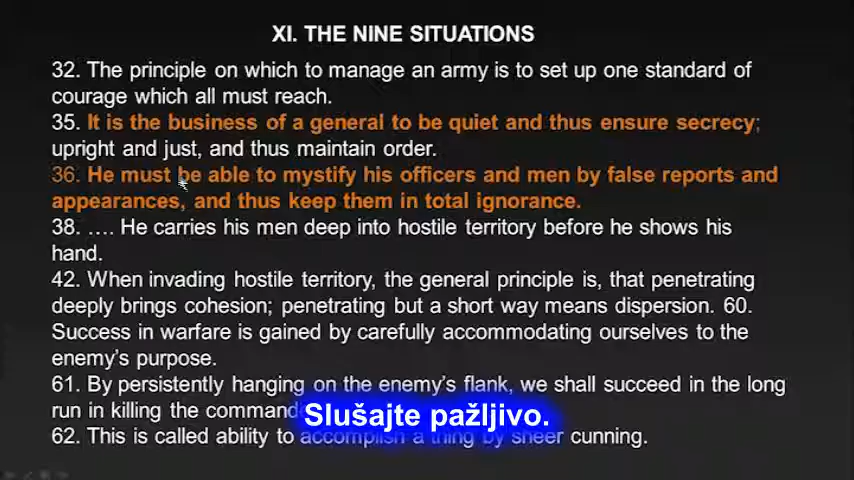 XI. THE NINE SITUATIONS
32. The principle on which to manage an army is to set up one standard of
courage which all must reach.
35. It is the business of a general to be quiet and thus ensure secrecy;
upright and just, and thus maintain order.
36. He must be able to mystify his officers and men by false reports and
appearances, and thus keep them in total ignorance.
38. …. He carries his men deep into hostile territory before he shows his
hand.
42. When invading hostile territory, the general principle is, that penetrating
deeply brings cohesion; penetrating but a short way means dispersion. 60.
Success in warfare is gained by carefully accommodating ourselves to the
enemy's purpose.
61. By persistently hanging on the enemy's flank, we shall succeed in the long
run in killing the command
62. This is called ability to accomplish a thing by sheer cunning.
Slušajte pažljivo.